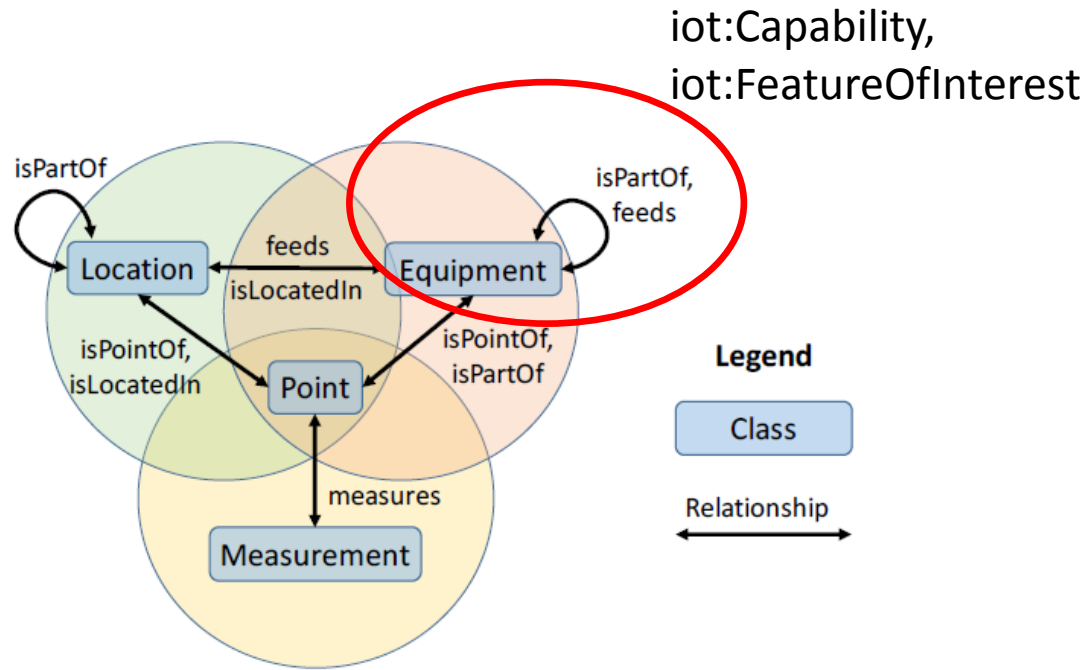 iot:Capability,
iot:FeatureOfInterest
isPartOf
isPartOf,
feeds
feeds
Location
Equipment
isLocatedIn
isPointOf,
isLocatedIn
Point
isPointOf,
isPartOf
measures
Measurement
Legend
Class
Relationship